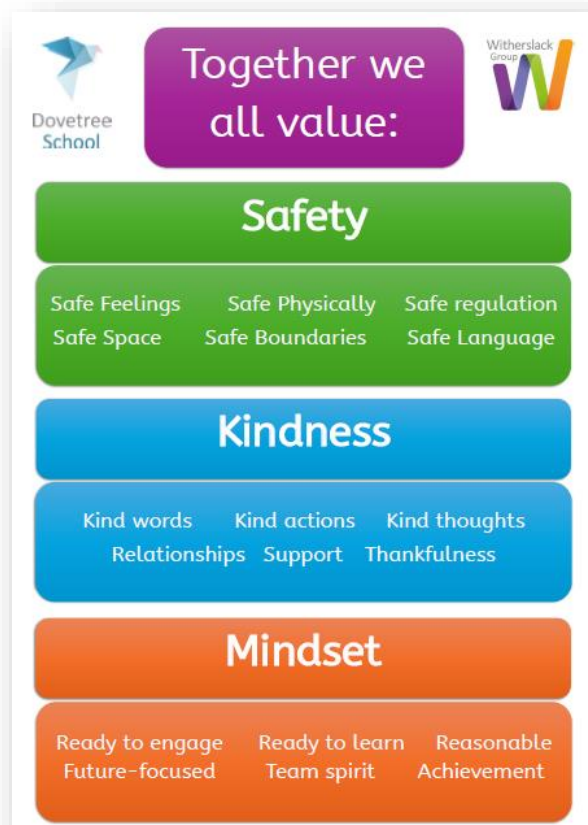 Dovetree
School
Together we
all value:
Witherslack
Group
Safety
Safe Feelings Safe Physically Safe regulation
Safe Space Safe Boundaries Safe Language
Kindness
Kind words Kind actions Kind thoughts
Relationships Support Thankfulness
Mindset
Ready to engage Ready to learn Reasonable
Future-focused Team spirit Achievement